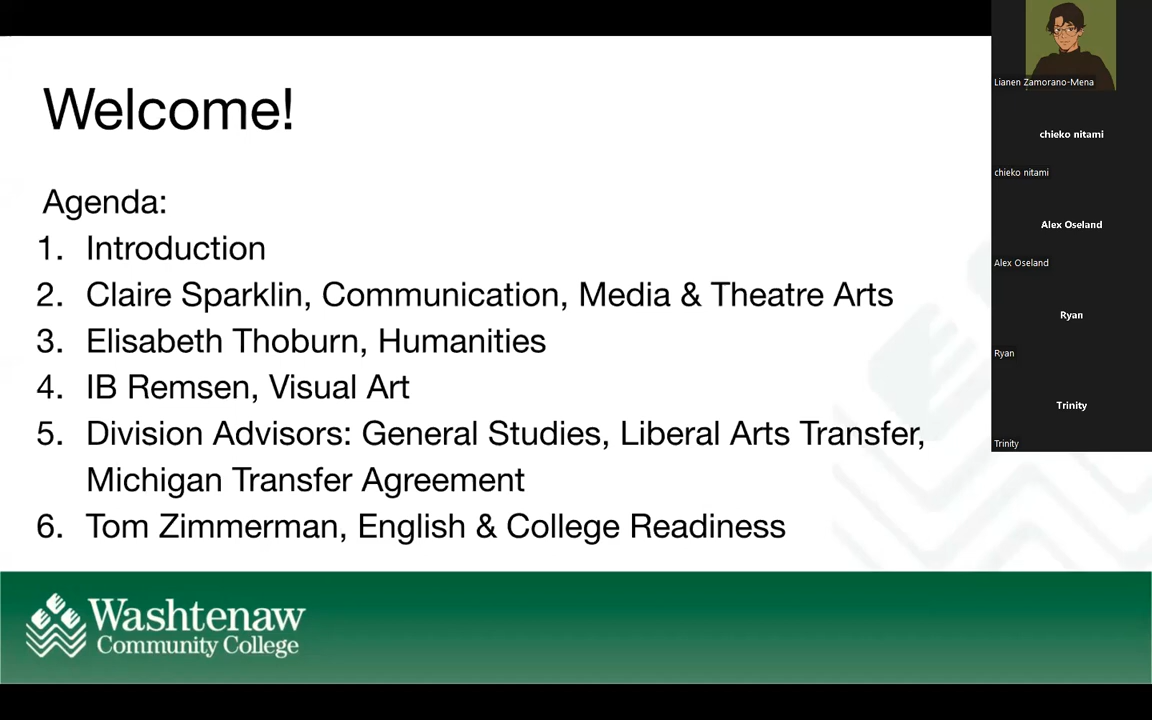 Welcome!
Agenda:
1. Introduction
2. Claire Sparklin, Communication, Media & Theatre Arts
3. Elisabeth Thoburn, Humanities
4. IB Remsen, Visual Art
5. Division Advisors: General Studies, Liberal Arts Transfer,
Michigan Transfer Agreement
6. Tom Zimmerman, English & College Readiness
Washtenaw
Community College
Lianen Zamorano-Mena
chieko nitami
chieko nitami
Alex Oseland
Alex Oseland
Ryan
Ryan
Trinity
Trinity